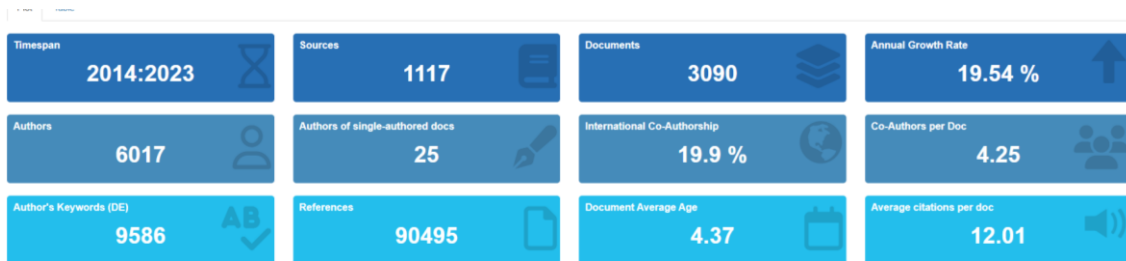 Timespan
2014:2023
Sources
1117
Documents
3090
Annual Growth Rate
19.54 %
Authors
6017
Authors of single-authored docs
25
International Co-Authorship
19.9 %
Co-Authors per Doc
4.25
Author's Keywords (DE)
9586
AB
References
90495
Document Average Age
4.37
Average citations per doc
12.01